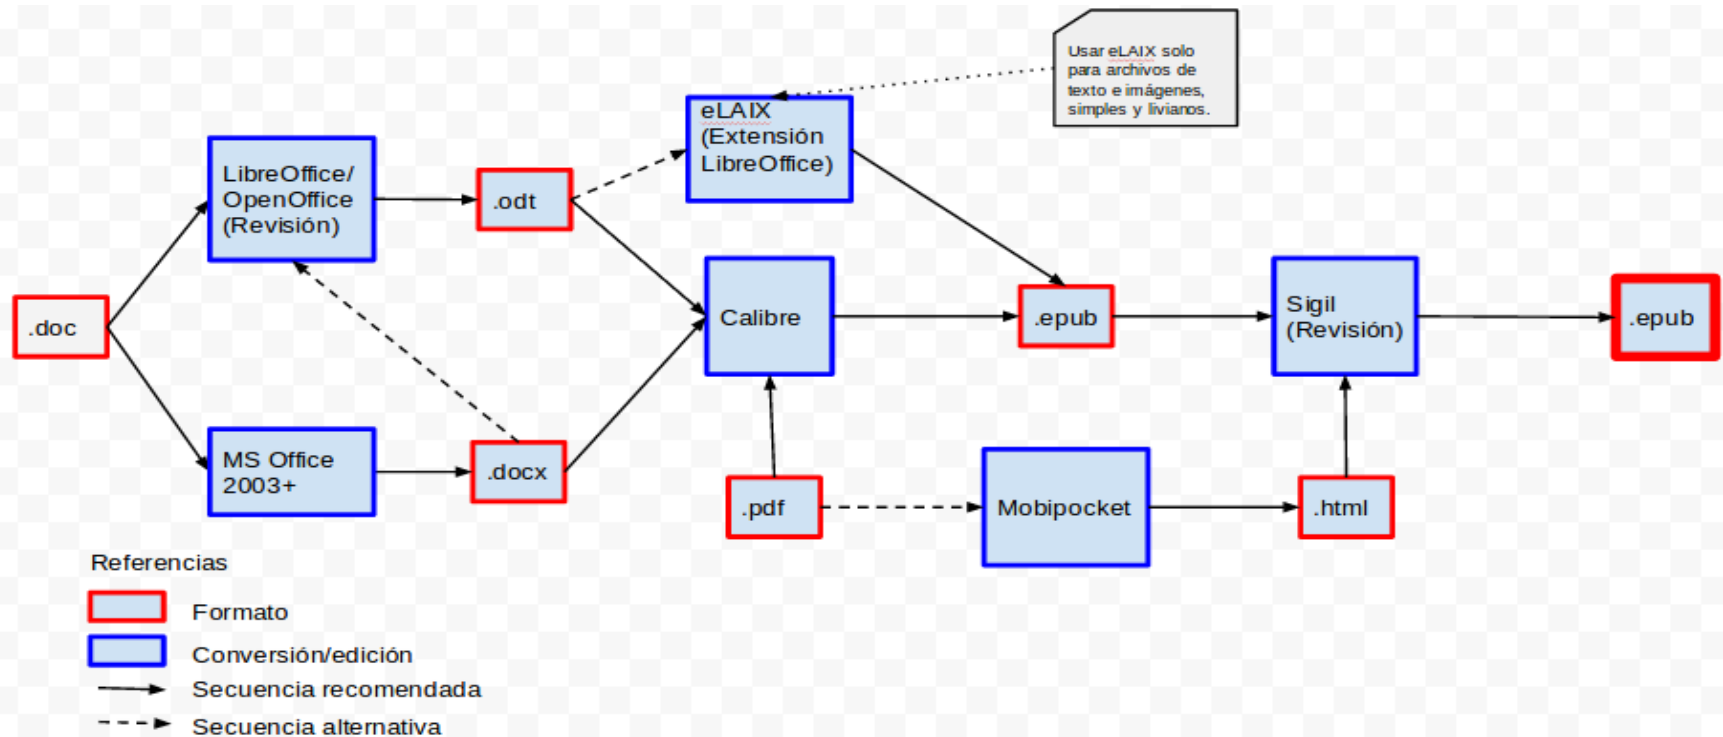 Usar eLAIX solo
para archivos de
texto e imágenes,
simples y livianos.
eLAIX
(Extensión
LibreOffice)
LibreOffice/
OpenOffice
(Revisión)
.odt
.doc
Calibre
.epub
Sigil
(Revisión)
.epub
MS Office
2003+
.docx
.pdf
Mobipocket
.html
Referencias
Formato
Conversión/edición
Secuencia recomendada
Secuencia alternativa